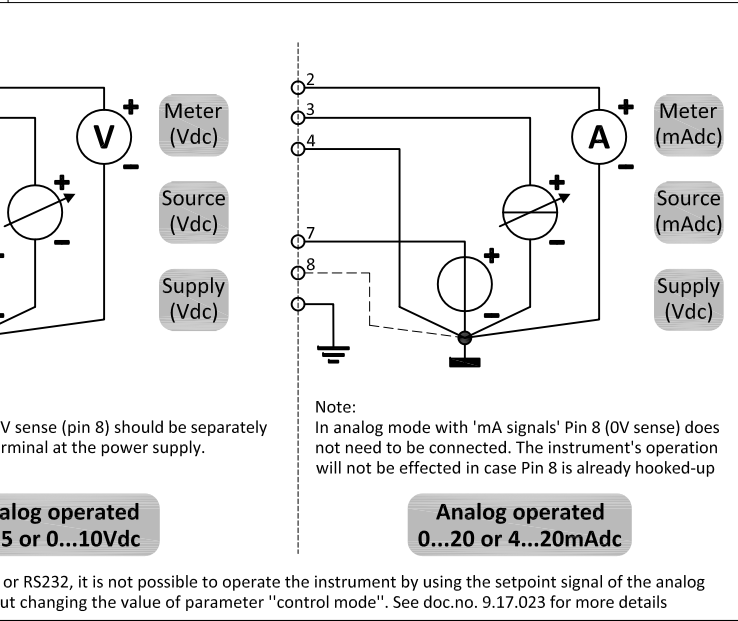 V
+
−
Meter
(Vdc)
+
−
Source
(Vdc)
Supply
(Vdc)
V sense (pin 8) should be separately
rminal at the power supply.
alog operated
5 or 0...10Vdc
2
3
4
7
8
A
+
−
Meter
(mAdc)
+
−
Source
(mAdc)
+
−
Supply
(Vdc)
Note:
In analog mode with 'mA signals' Pin 8 (0V sense) does
not need to be connected. The instrument's operation
will not be effected in case Pin 8 is already hooked-up
Analog operated
0...20 or 4...20mAdc
or RS232, it is not possible to operate the instrument by using the setpoint signal of the analog
ut changing the value of parameter ''control mode''. See doc.no. 9.17.023 for more details